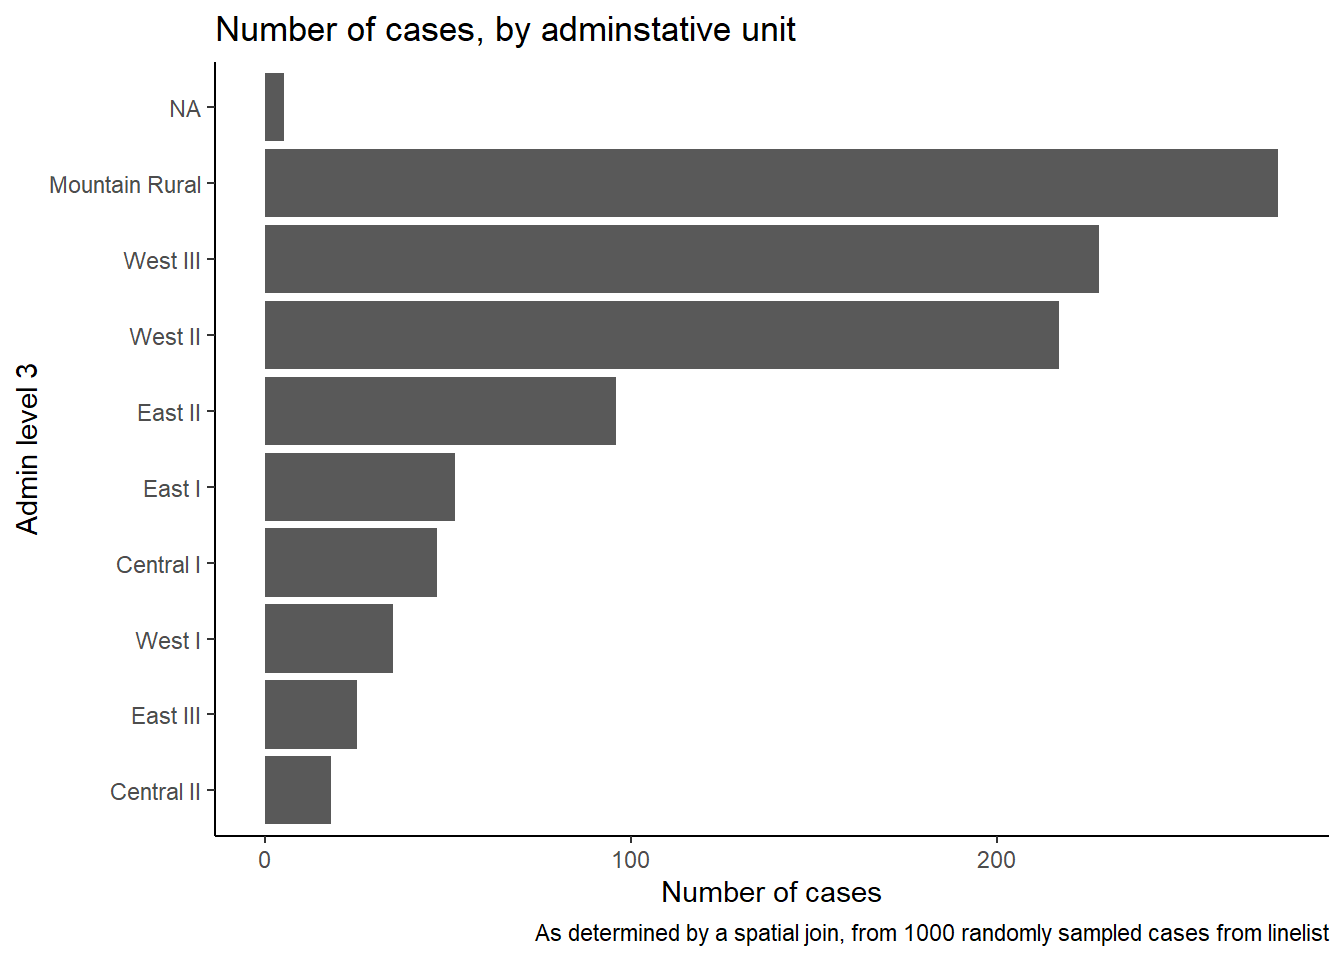 Number of cases, by adminstative unit
NA
Mountain Rural
West III
West II
East II
East I
Central I
West I
East III
Central II
Admin level 3
0 100 200
Number of cases
As determined by a spatial join, from 1000 randomly sampled cases from linelist